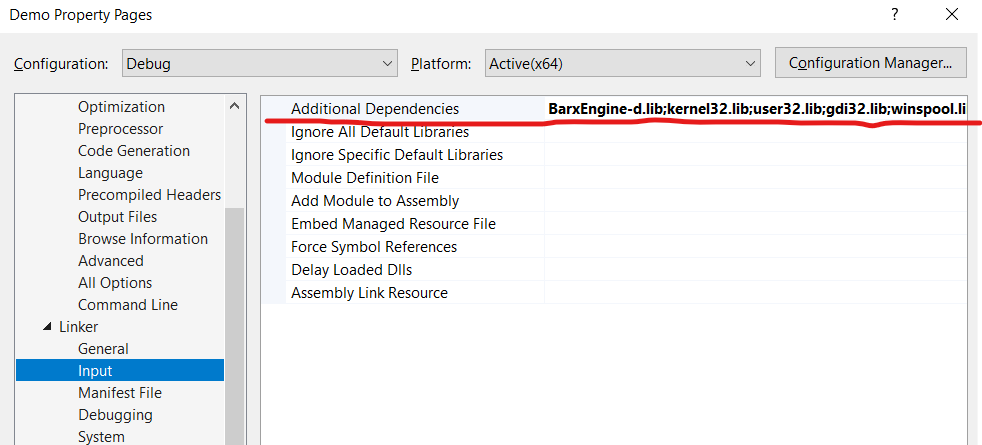 Demo Property Pages
?
Configuration: Debug Platform: Active(x64) Configuration Manager...
Optimization
Preprocessor
Code Generation
Language
Precompiled Headers
Output Files
Browse Information
Advanced
All Options
Command Line
Linker
General
Input
Manifest File
Debugging
System
Additional Dependencies BarxEngine-d.lib;kernel32.lib;user32.lib;gdi32.lib;winspool.li
Ignore All Default Libraries
Ignore Specific Default Libraries
Module Definition File
Add Module to Assembly
Embed Managed Resource File
Force Symbol References
Delay Loaded Dlls
Assembly Link Resource